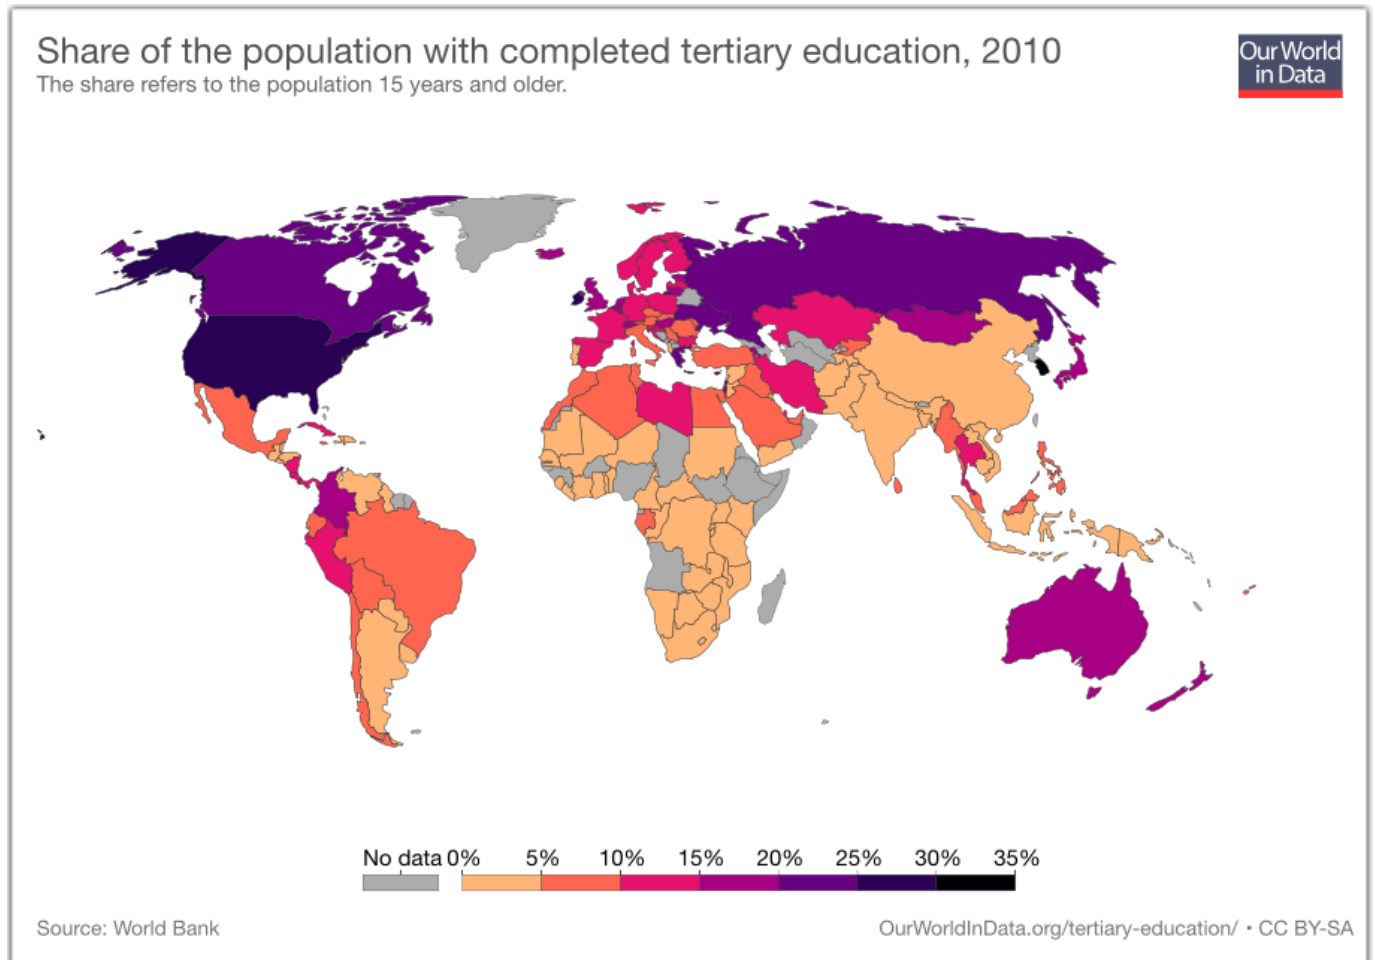 Share of the population with completed tertiary education, 2010
The share refers to the population 15 years and older.
Our World
in Data
No data 0% 5% 10% 15% 20% 25% 30% 35%
Source: World Bank
OurWorldInData.org/tertiary-education/ • CC BY-SA